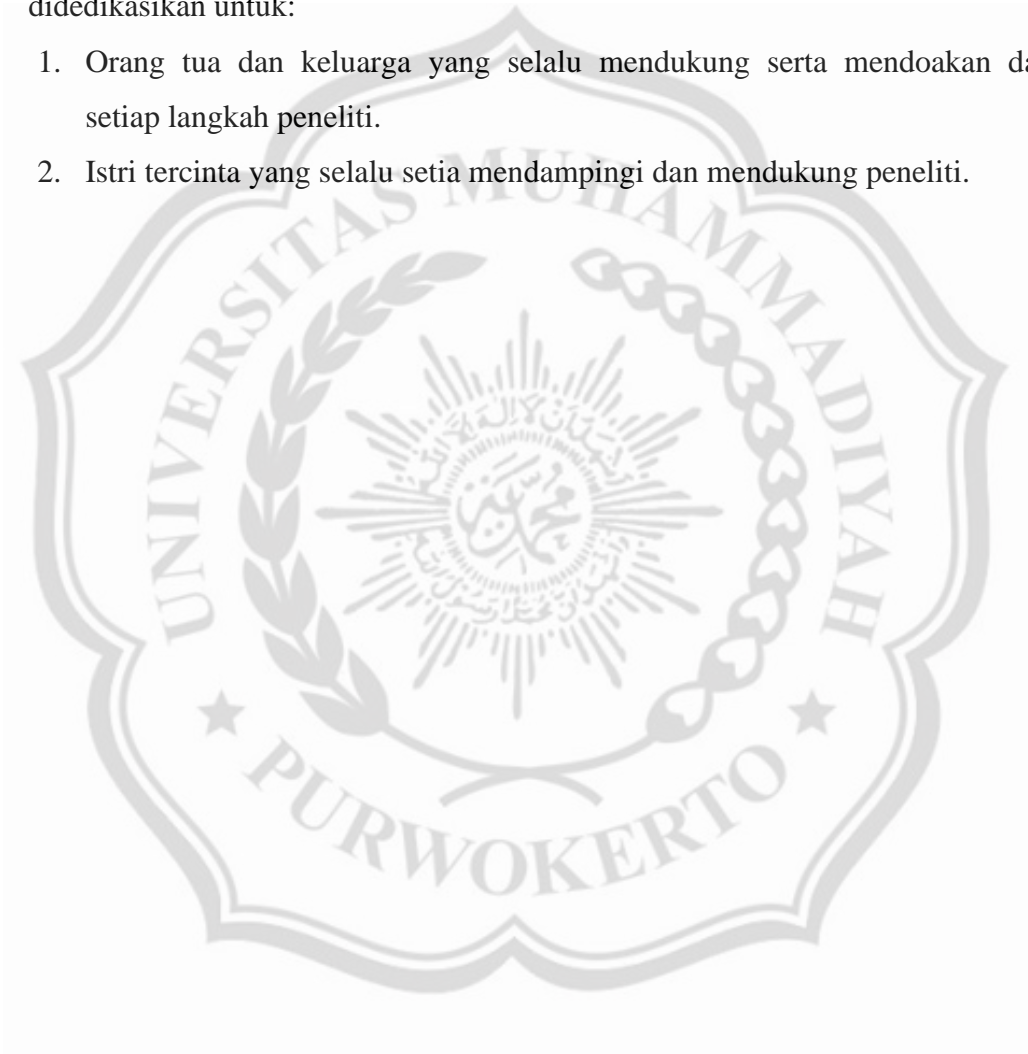 didedikasikan untuk:
1. Orang tua dan keluarga yang selalu mendukung serta mendoakan
setiap langkah peneliti.
2. Istri tercinta yang selalu setia mendampingi dan mendukung peneliti.
UNIVERSITAS MUHAMMADIYAH
PURWOKERTO